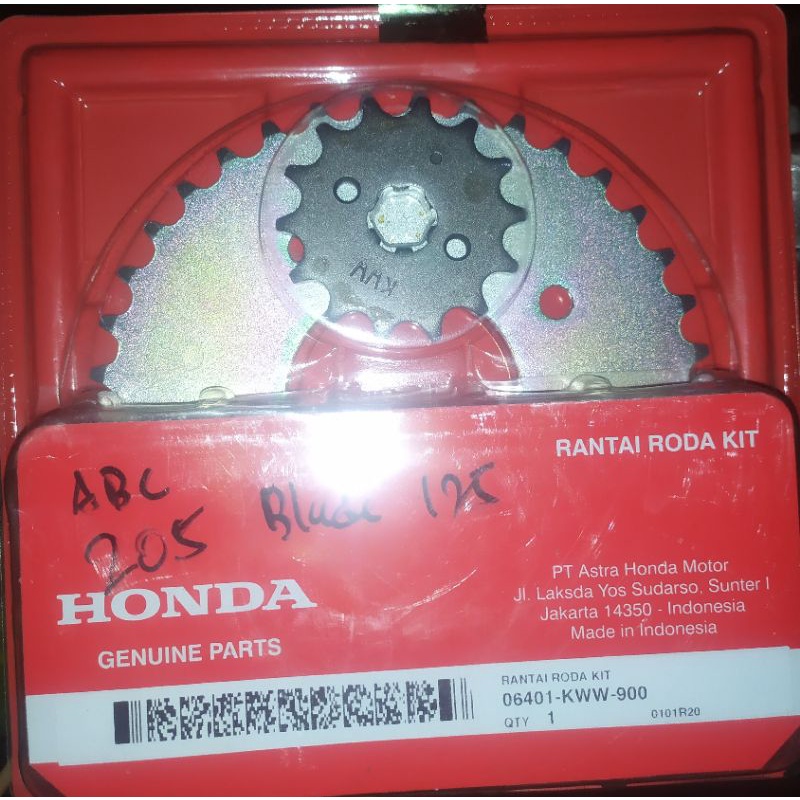 KWW
RANTAI RODA KIT
ABC
Blade 125
205
HONDA
GENUINE PARTS
PT Astra Honda Motor
Jl. Laksda Yos Sudarso, Sunter I
Jakarta 14350 - Indonesia
Made in Indonesia
RANTAI RODA KIT
06401-KWW-900
QTY 1
0101R20